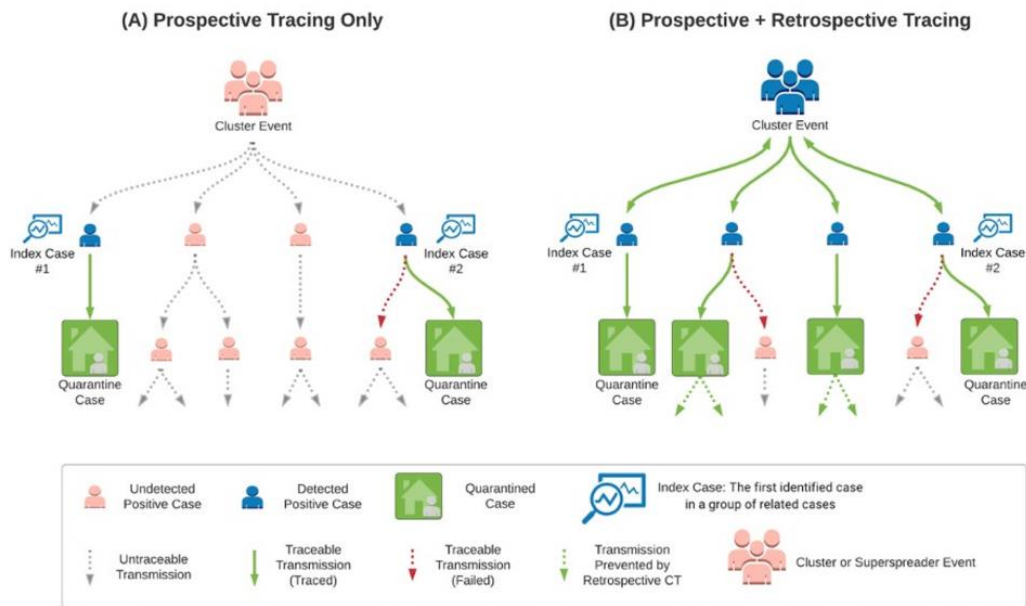 (A) Prospective Tracing Only
(B) Prospective + Retrospective Tracing
Cluster Event
Cluster Event
Index Case
#1
Index Case
#2
Index Case
#1
Index Case
#2
Quarantine
Case
Quarantine
Case
Quarantine
Case
Quarantine
Case
Undetected
Positive Case
Detected
Positive Case
Quarantined
Case
Index Case: The first identified case
in a group of related cases
Untraceable
Transmission
Traceable
Transmission
(Traced)
Traceable
Transmission
(Failed)
Transmission
Prevented by
Retrospective CT
Cluster or Superspreader Event